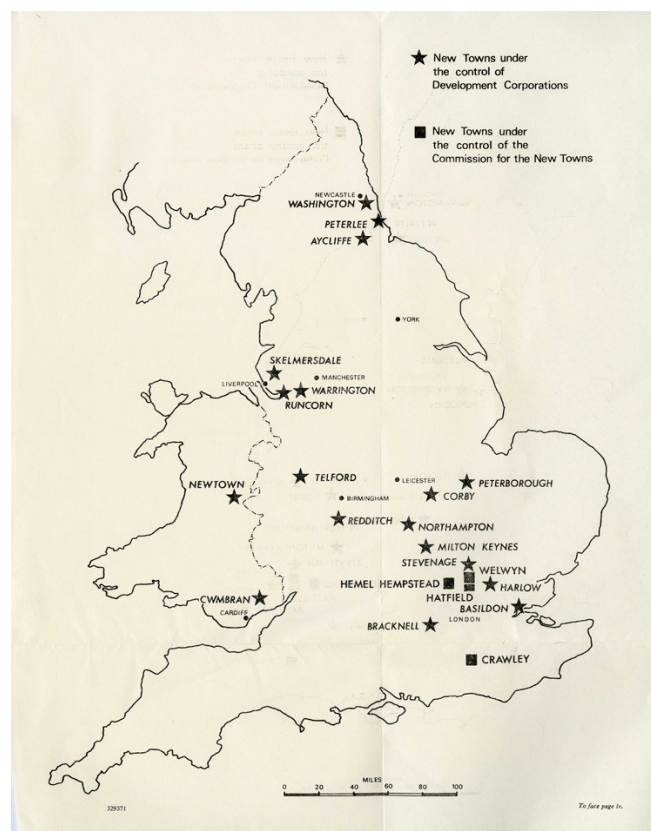 New Towns under
the control of
Development Corporations
New Towns under
the control of the
Commission for the New Towns
NEWCASTLE
WASHINGTON
PETERLEE
AYCLIFFE
YORK
SKELMERSDALE
MANCHESTER
LIVERPOOL
WARRINGTON
RUNCORN
TELFORD
LEICESTER
PETERBOROUGH
NEWTOWN
BIRMINGHAM
CORBY
REDDITCH
NORTHAMPTON
MILTON KEYNES
STEVENAGE
WELWYN
HEMEL HEMPSTEAD
HARLOW
HATFIELD
CWMBRAN
BASILDON
CARDIFF
LONDON
BRACKNELL
CRAWLEY
MILES
0 20 40 60 80 100
329371
To face page iv.